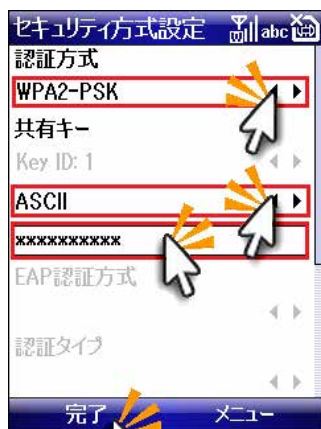 セキュリティ方式設定 abc
認証方式
WPA2-PSK
共有キー
Key ID: 1
ASCII
xxxxxxxxxx
EAP認証方式
認証タイプ
完了 メニュー